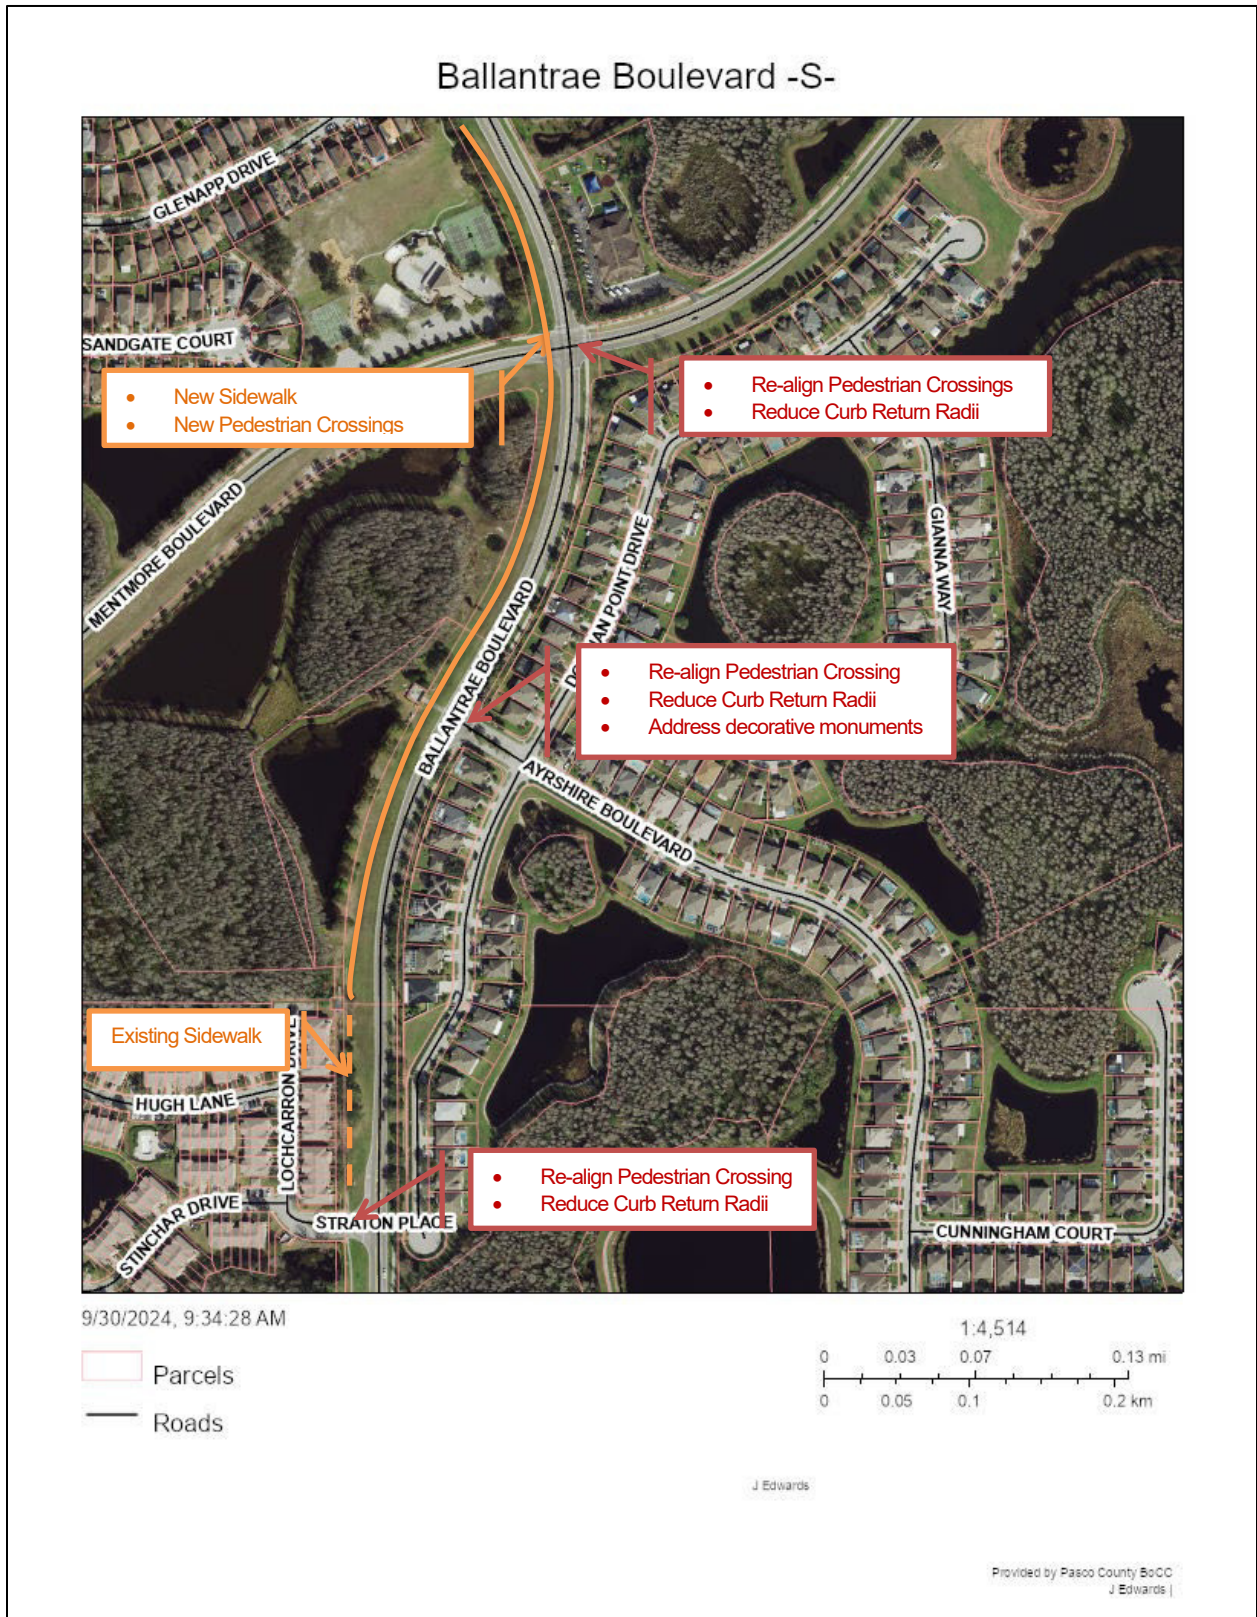 Ballantrae Boulevard -S-
GLENAPP DRIVE
SANDGATE COURT
• New Sidewalk
• New Pedestrian Crossings
• Re-align Pedestrian Crossings
• Reduce Curb Return Radii
MENTMORE BOULEVARD
GIANNA WAY
POINT DRIVE
BALLANTRAE BOULEVARD
• Re-align Pedestrian Crossing
• Reduce Curb Return Radii
• Address decorative monuments
AYRSHIRE BOULEVARD
Existing Sidewalk
LOCHCARRON DRIVE
HUGH LANE
• Re-align Pedestrian Crossing
• Reduce Curb Return Radii
STINCHAR DRIVE
STRATON PLACE
CUNNINGHAM COURT
9/30/2024, 9:34:28 AM
1:4,514
0 0.03 0.07 0.13 mi
0 0.05 0.1 0.2 km
Parcels
Roads
J Edwards
Provided by Pasco County BoCC
J Edwards |